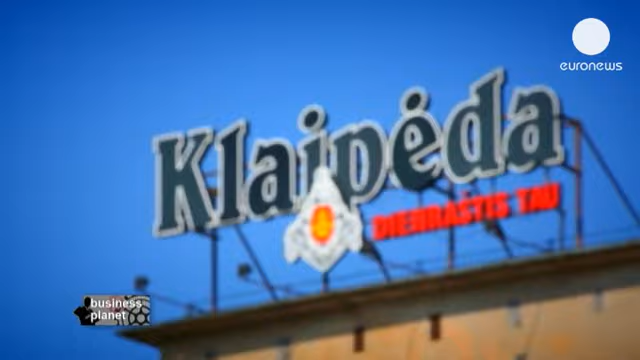 euronews
Klaipėda
DIENRAŠTIS TAU
business
planet